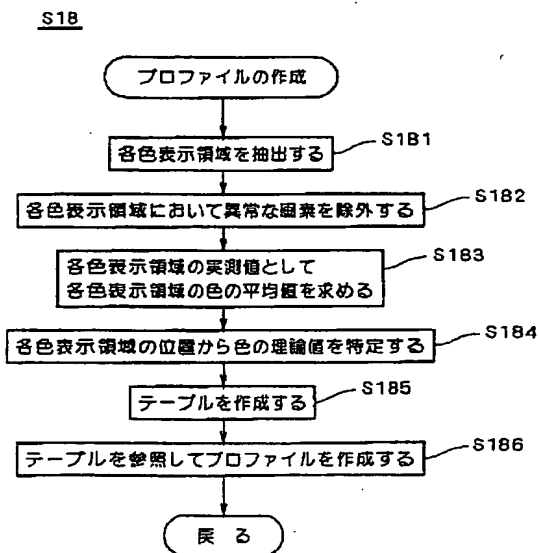 S18
プロファイルの作成
各色表示領域を抽出する
S181
各色表示領域において異常な画素を除外する
S182
各色表示領域の実測値として
各色表示領域の色の平均値を求める
S183
各色表示領域の位置から色の理論値を特定する
S184
テーブルを作成する
S185
テーブルを参照してプロファイルを作成する
S186
戻る